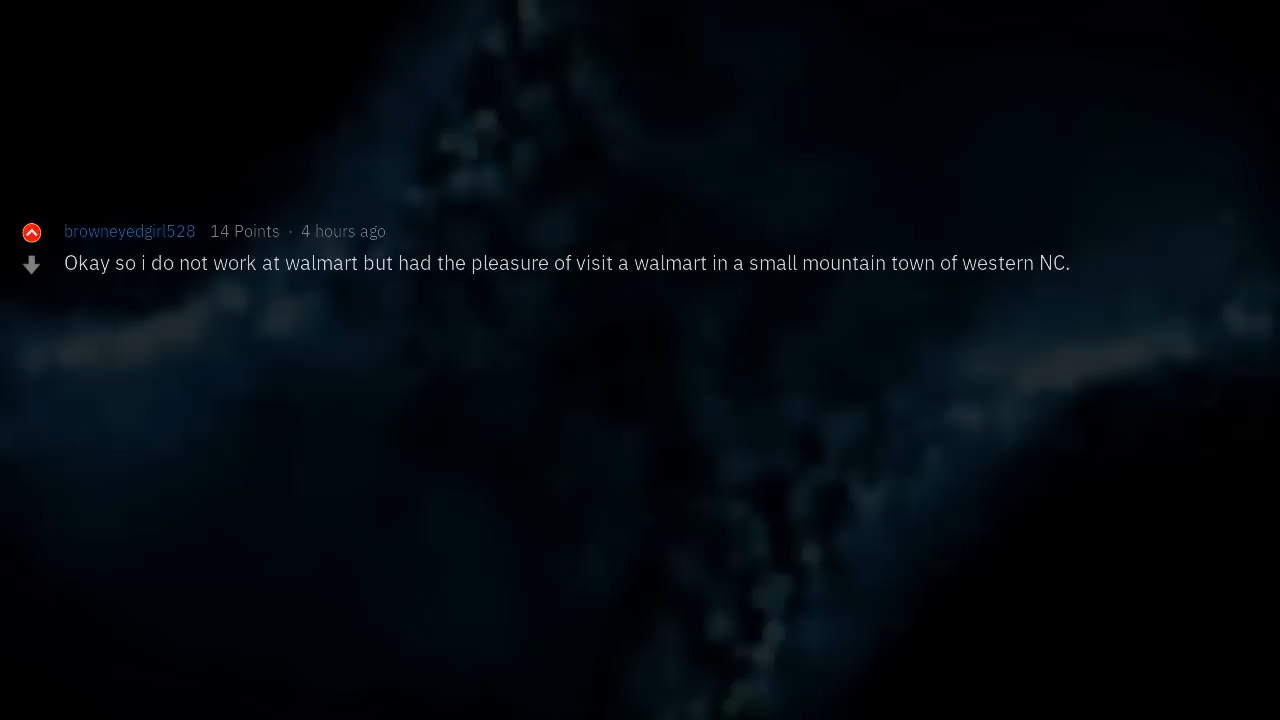 browneyedgirl528 14 Points · 4 hours ago
Okay so i do not work at walmart but had the pleasure of visit a walmart in a small mountain town of western NC.